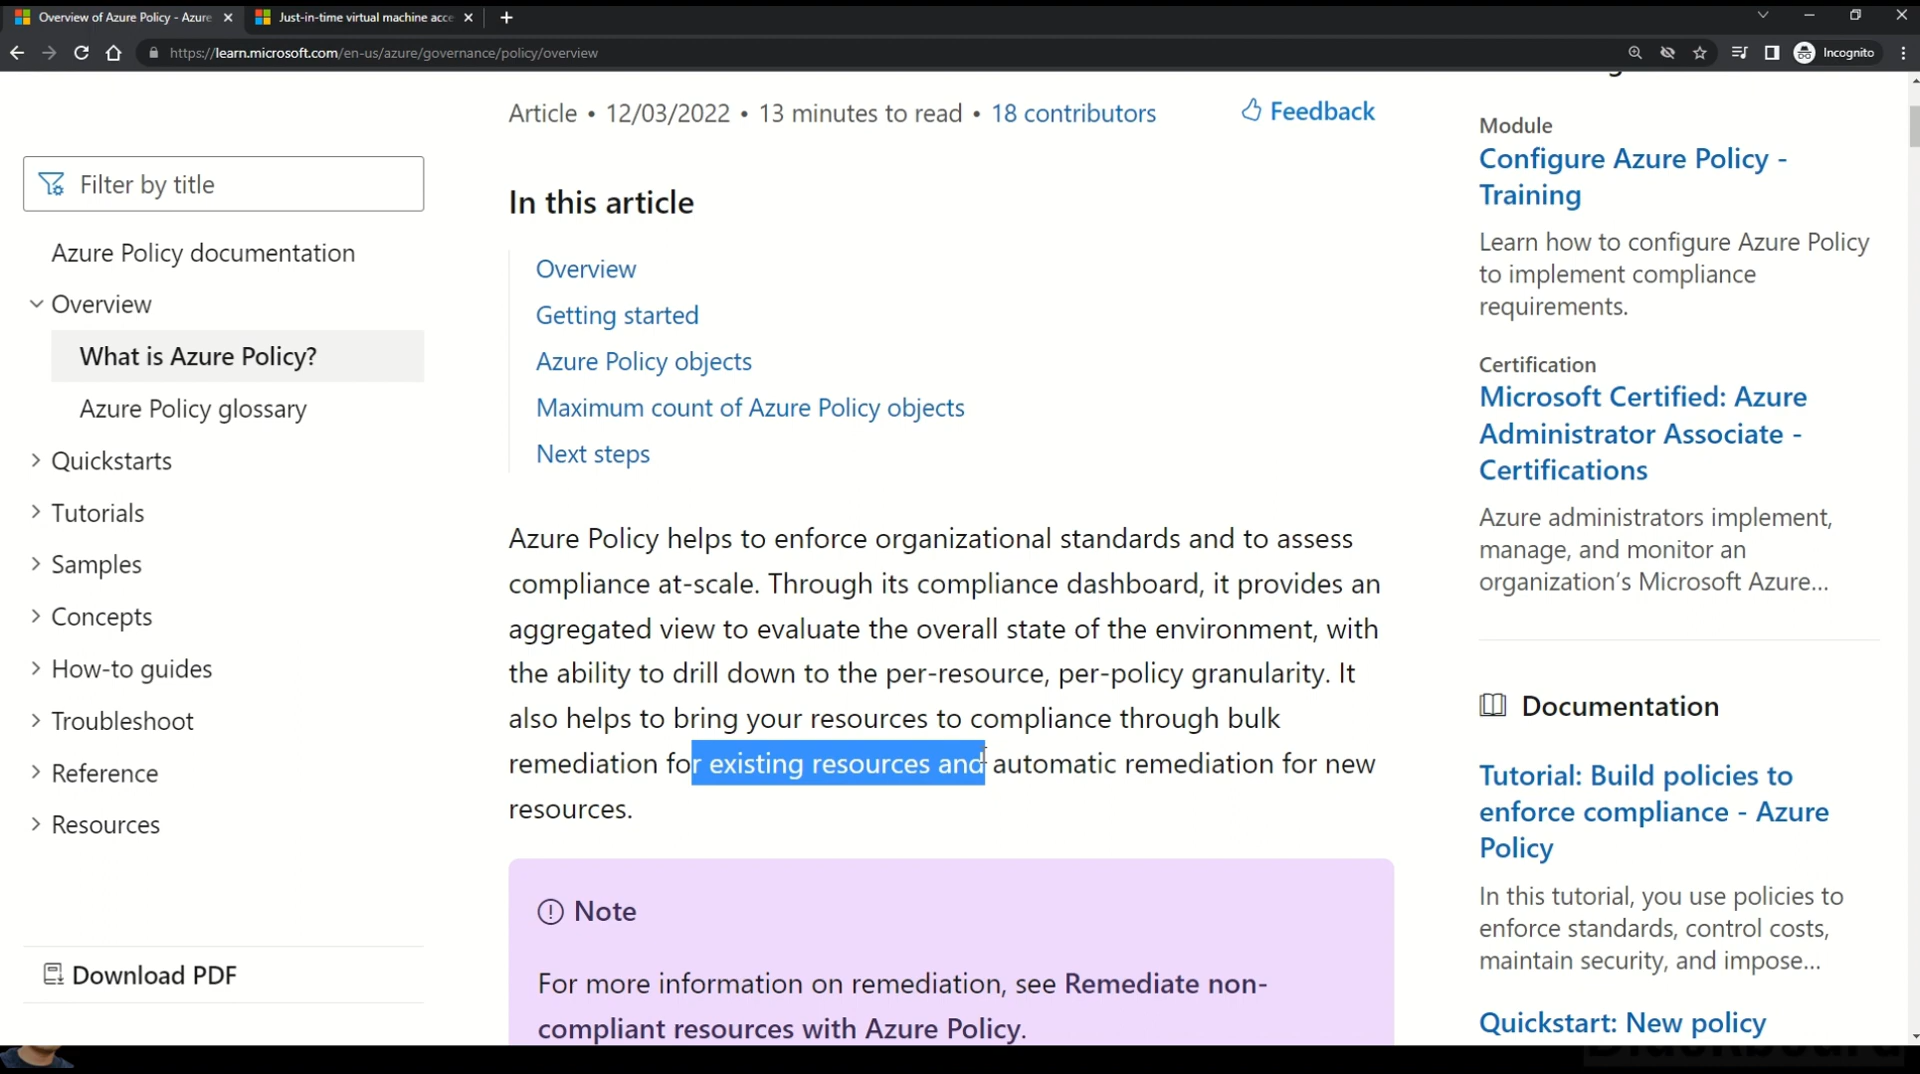 Overview of Azure Policy - Azure
Just-in-time virtual machine acce
https://learn.microsoft.com/en-us/azure/governance/policy/overview
Incognito
Article • 12/03/2022 • 13 minutes to read • 18 contributors
Feedback
Filter by title
Azure Policy documentation
Overview
What is Azure Policy?
Azure Policy glossary
Quickstarts
Tutorials
Samples
Concepts
How-to guides
Troubleshoot
Reference
Resources
Download PDF
In this article
Overview
Getting started
Azure Policy objects
Maximum count of Azure Policy objects
Next steps
Azure Policy helps to enforce organizational standards and to assess
compliance at-scale. Through its compliance dashboard, it provides an
aggregated view to evaluate the overall state of the environment, with
the ability to drill down to the per-resource, per-policy granularity. It
also helps to bring your resources to compliance through bulk
remediation for existing resources and automatic remediation for new
resources.
Note
For more information on remediation, see Remediate non-
compliant resources with Azure Policy.
Module
Configure Azure Policy -
Training
Learn how to configure Azure Policy
to implement compliance
requirements.
Certification
Microsoft Certified: Azure
Administrator Associate -
Certifications
Azure administrators implement,
manage, and monitor an
organization's Microsoft Azure...
Documentation
Tutorial: Build policies to
enforce compliance - Azure
Policy
In this tutorial, you use policies to
enforce standards, control costs,
maintain security, and impose...
Quickstart: New policy